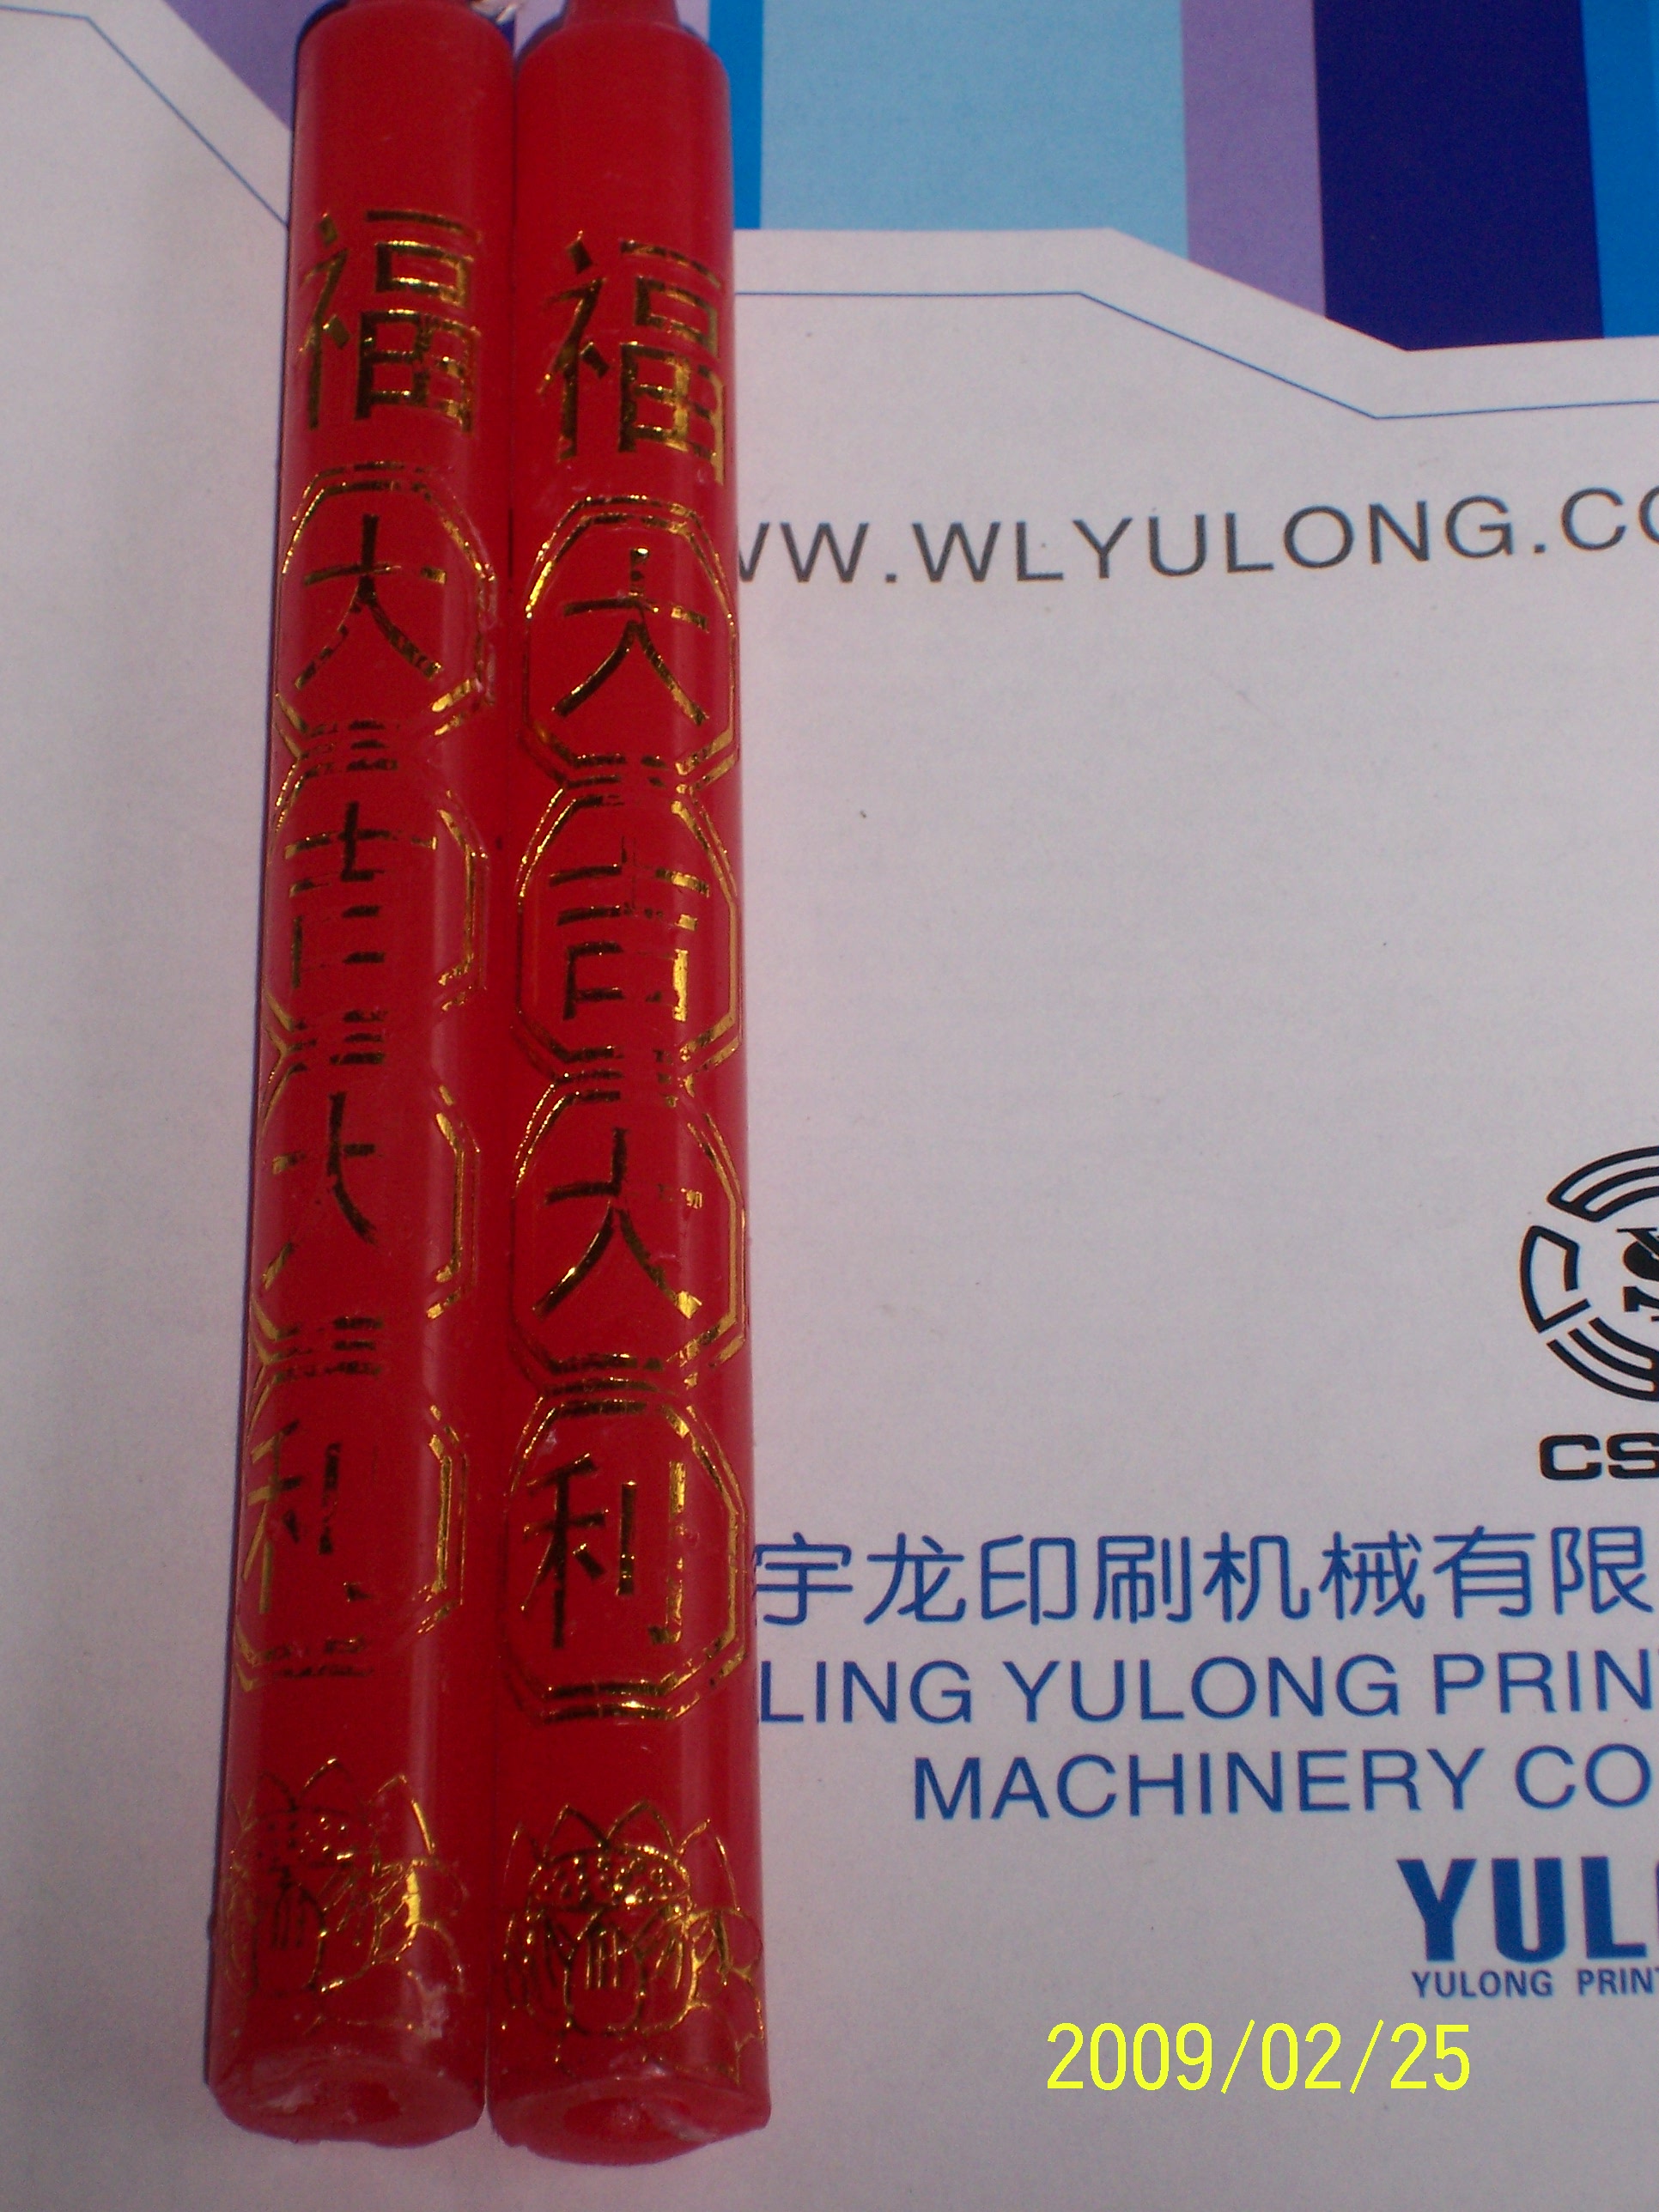 福
大
吉
大
利
福
大
吉
大
利
WW.WLYULONG.CO
CS
宇龙印刷机械有限
LING YULONG PRIN
MACHINERY CO
YUL
YULONG PRINT
2009/02/25